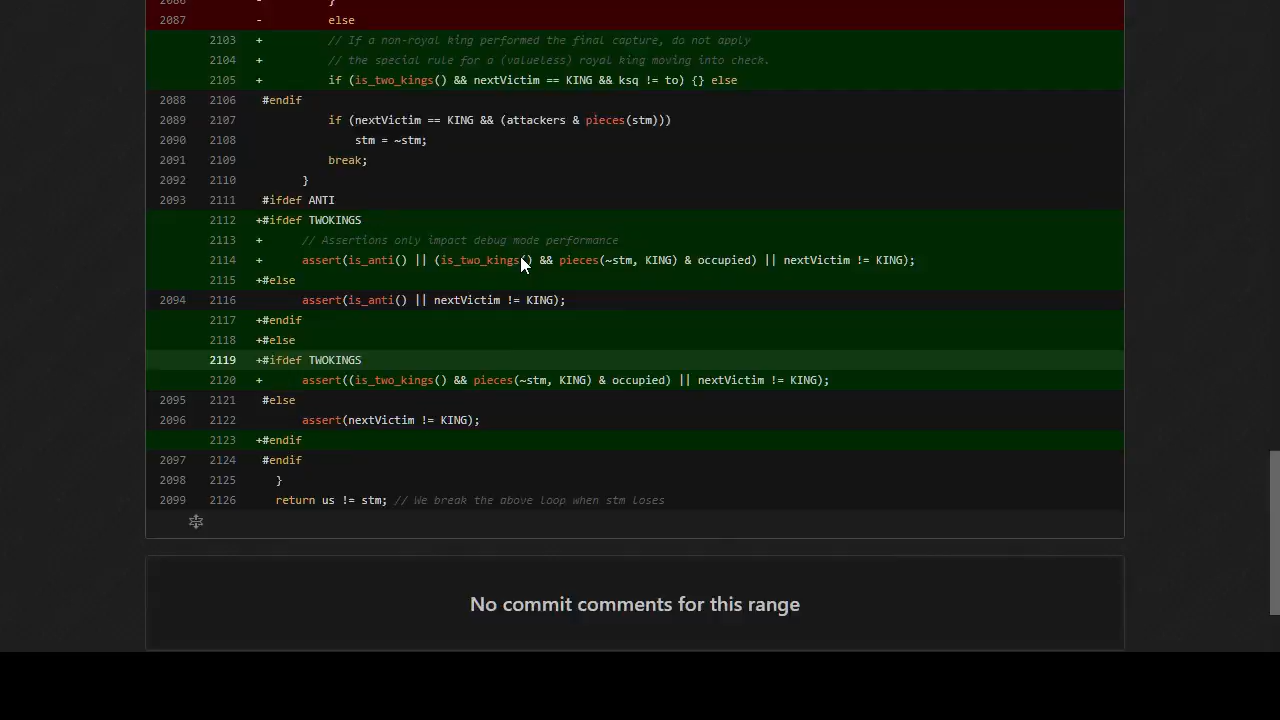 2086 - }
2087 - else
2103 + // If a non-royal king performed the final capture, do not apply
2104 + // the special rule for a (valueless) royal king moving into check.
2105 + if (is_two_kings() && nextVictim == KING && ksq != to) {} else
2088 2106 #endif
2089 2107 if (nextVictim == KING && (attackers & pieces(stm)))
2090 2108 stm = ~stm;
2091 2109 break;
2092 2110 }
2093 2111 #ifdef ANTI
2112 +#ifdef TWOKINGS
2113 + // Assertions only impact debug mode performance
2114 + assert(is_anti() || (is_two_kings() && pieces(~stm, KING) & occupied) || nextVictim != KING);
2115 +#else
2094 2116 assert(is_anti() || nextVictim != KING);
2117 +#endif
2118 +#else
2119 +#ifdef TWOKINGS
2120 + assert((is_two_kings() && pieces(~stm, KING) & occupied) || nextVictim != KING);
2095 2121 #else
2096 2122 assert(nextVictim != KING);
2123 +#endif
2097 2124 #endif
2098 2125 }
2099 2126 return us != stm; // We break the above loop when stm loses
No commit comments for this range